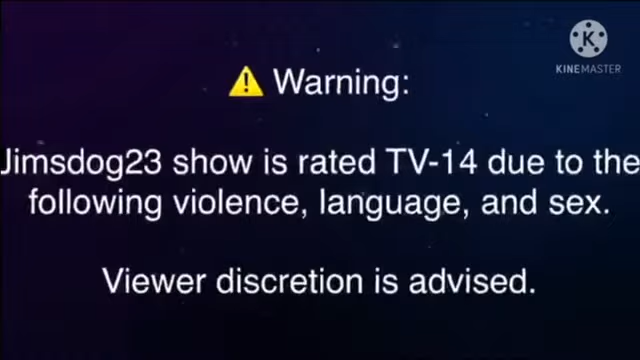 K
KINEMASTER
⚠️ Warning:
Jimsdog23 show is rated TV-14 due to the
following violence, language, and sex.
Viewer discretion is advised.